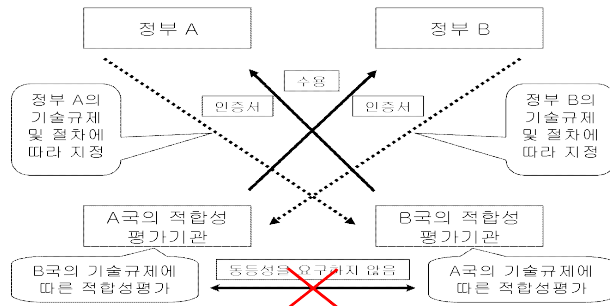 정부 A
정부 B
수용
인증서
인증서
정부 A의
기술규제
및 절차에
따라 지정
정부 B의
기술규제
및 절차에
따라 지정
A국의 적합성
평가기관
B국의 적합성
평가기관
동등성을 요구하지 않음
B국의 기술규제에
따른 적합성평가
A국의 기술규제에
따른 적합성평가